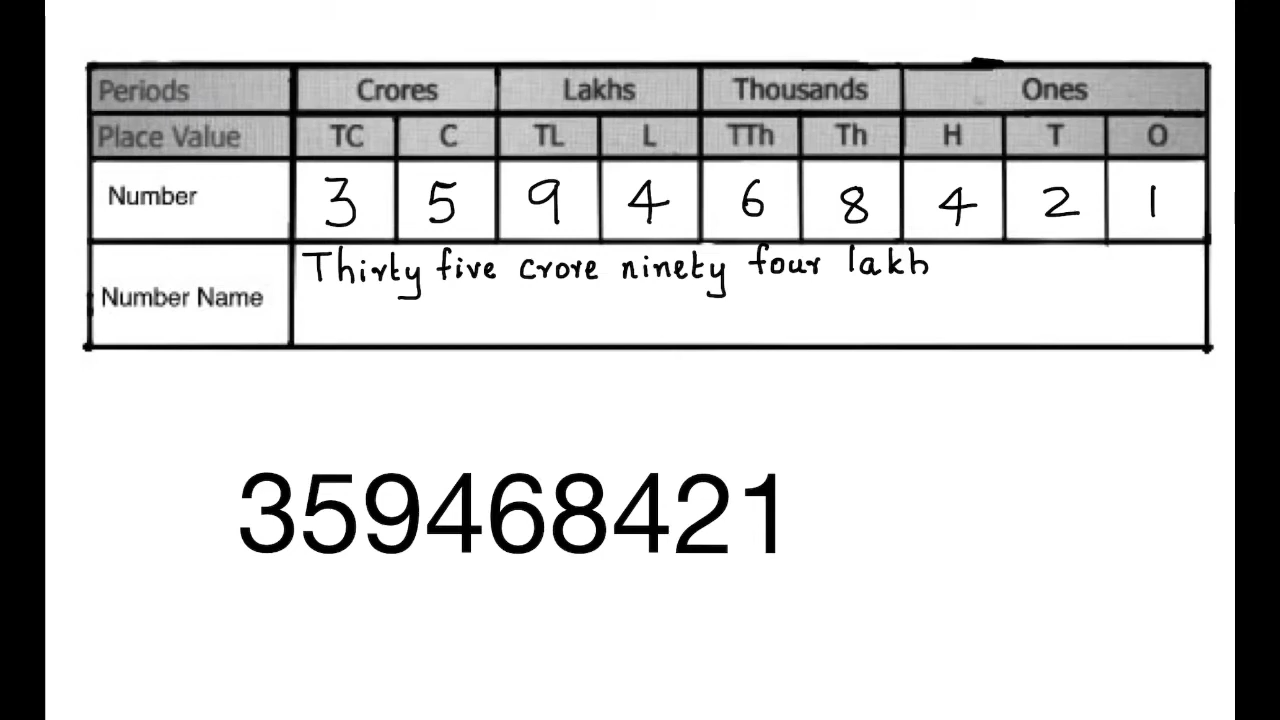 Periods Crores Lakhs Thousands Ones
Place Value TC C TL L TTh Th H T O
Number 3 5 9 4 6 8 4 2 1
Thirty five crore ninety four lakh
Number Name
359468421